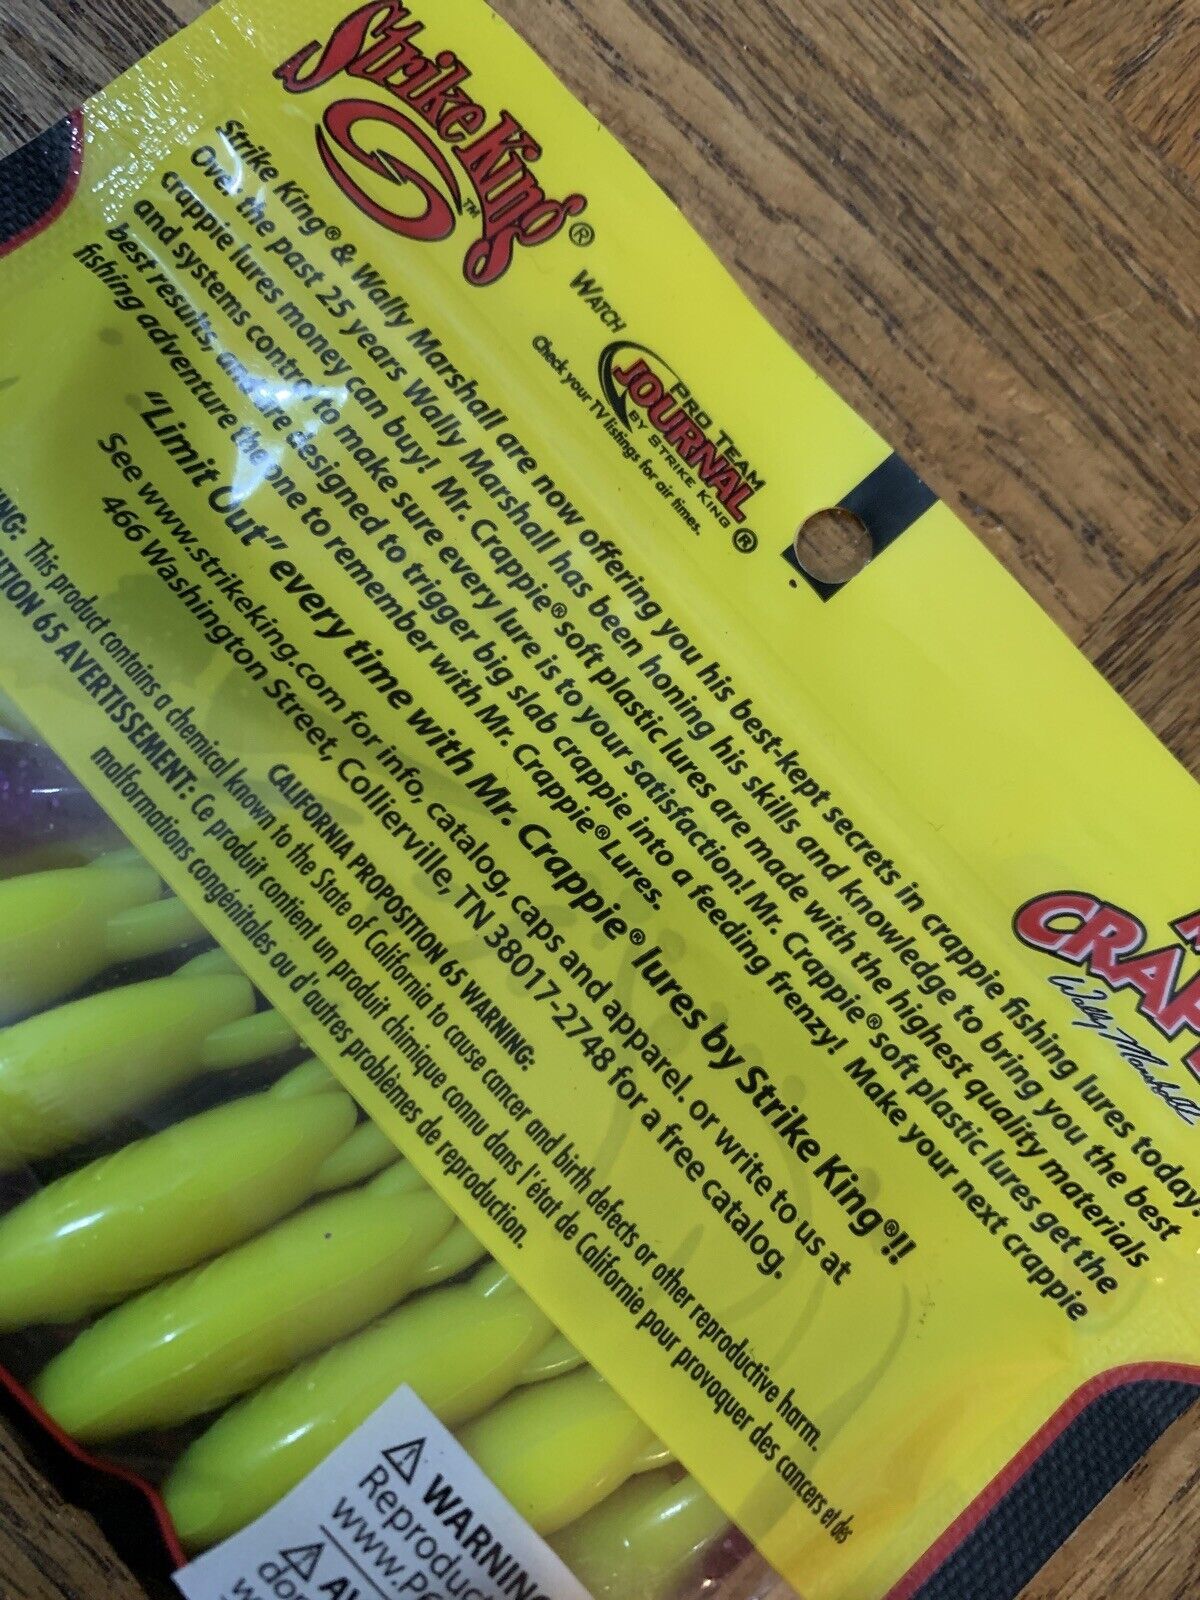 Strike King®
™
WATCH
PRO TEAM
JOURNAL®
BY STRIKE KING
Check your TV listings for air times.
CRAP
Wally Marshall
Strike King® & Wally Marshall are now offering you his best-kept secrets in crappie fishing lures today.
Over the past 25 years Wally Marshall has been honing his skills and knowledge to bring you the best
crappie lures money can buy! Mr. Crappie® soft plastic lures are made with the highest quality materials
and systems control to make sure every lure is to your satisfaction! Mr. Crappie® soft plastic lures get the
best results, and are designed to trigger big slab crappie into a feeding frenzy! Make your next crappie
fishing adventure the one to remember with Mr. Crappie® Lures.
"Limit Out" every time with Mr. Crappie® lures by Strike King®!!
See www.strikeking.com for info, catalog, caps and apparel. or write to us at
466 Washington Street, Collierville, TN 38017-2748 for a free catalog.
CALIFORNIA PROPOSITION 65 WARNING:
NG: This product contains a chemical known to the State of California to cause cancer and birth defects or other reproductive harm.
ITION 65 AVERTISSEMENT: Ce produit contient un produit chimique connu dans l'état de Californie pour provoquer des cancers et des
malformations congénitales ou d'autres problèmes de reproduction.
WARNING
Reproduc
www.P
AV
do
w